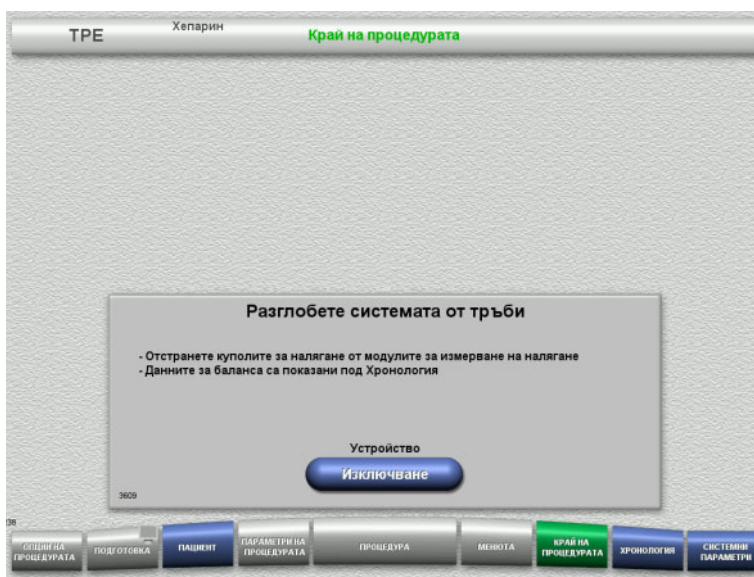 TPE
Хепарин
Край на процедурата
Разглобете системата от тръби
- Отстранете куполите за налягане от модулите за измерване на налягане
- Данните за баланса са показани под Хронология
Устройство
Изключване
3609
38
ОПЦИИ НА
ПРОЦЕДУРАТА
ПОДГОТОВКА
ПАЦИЕНТ
ПАРАМЕТРИ НА
ПРОЦЕДУРАТА
ПРОЦЕДУРА
МЕНЮТА
КРАЙ НА
ПРОЦЕДУРАТА
ХРОНОЛОГИЯ
СИСТЕМНИ
ПАРАМЕТРИ